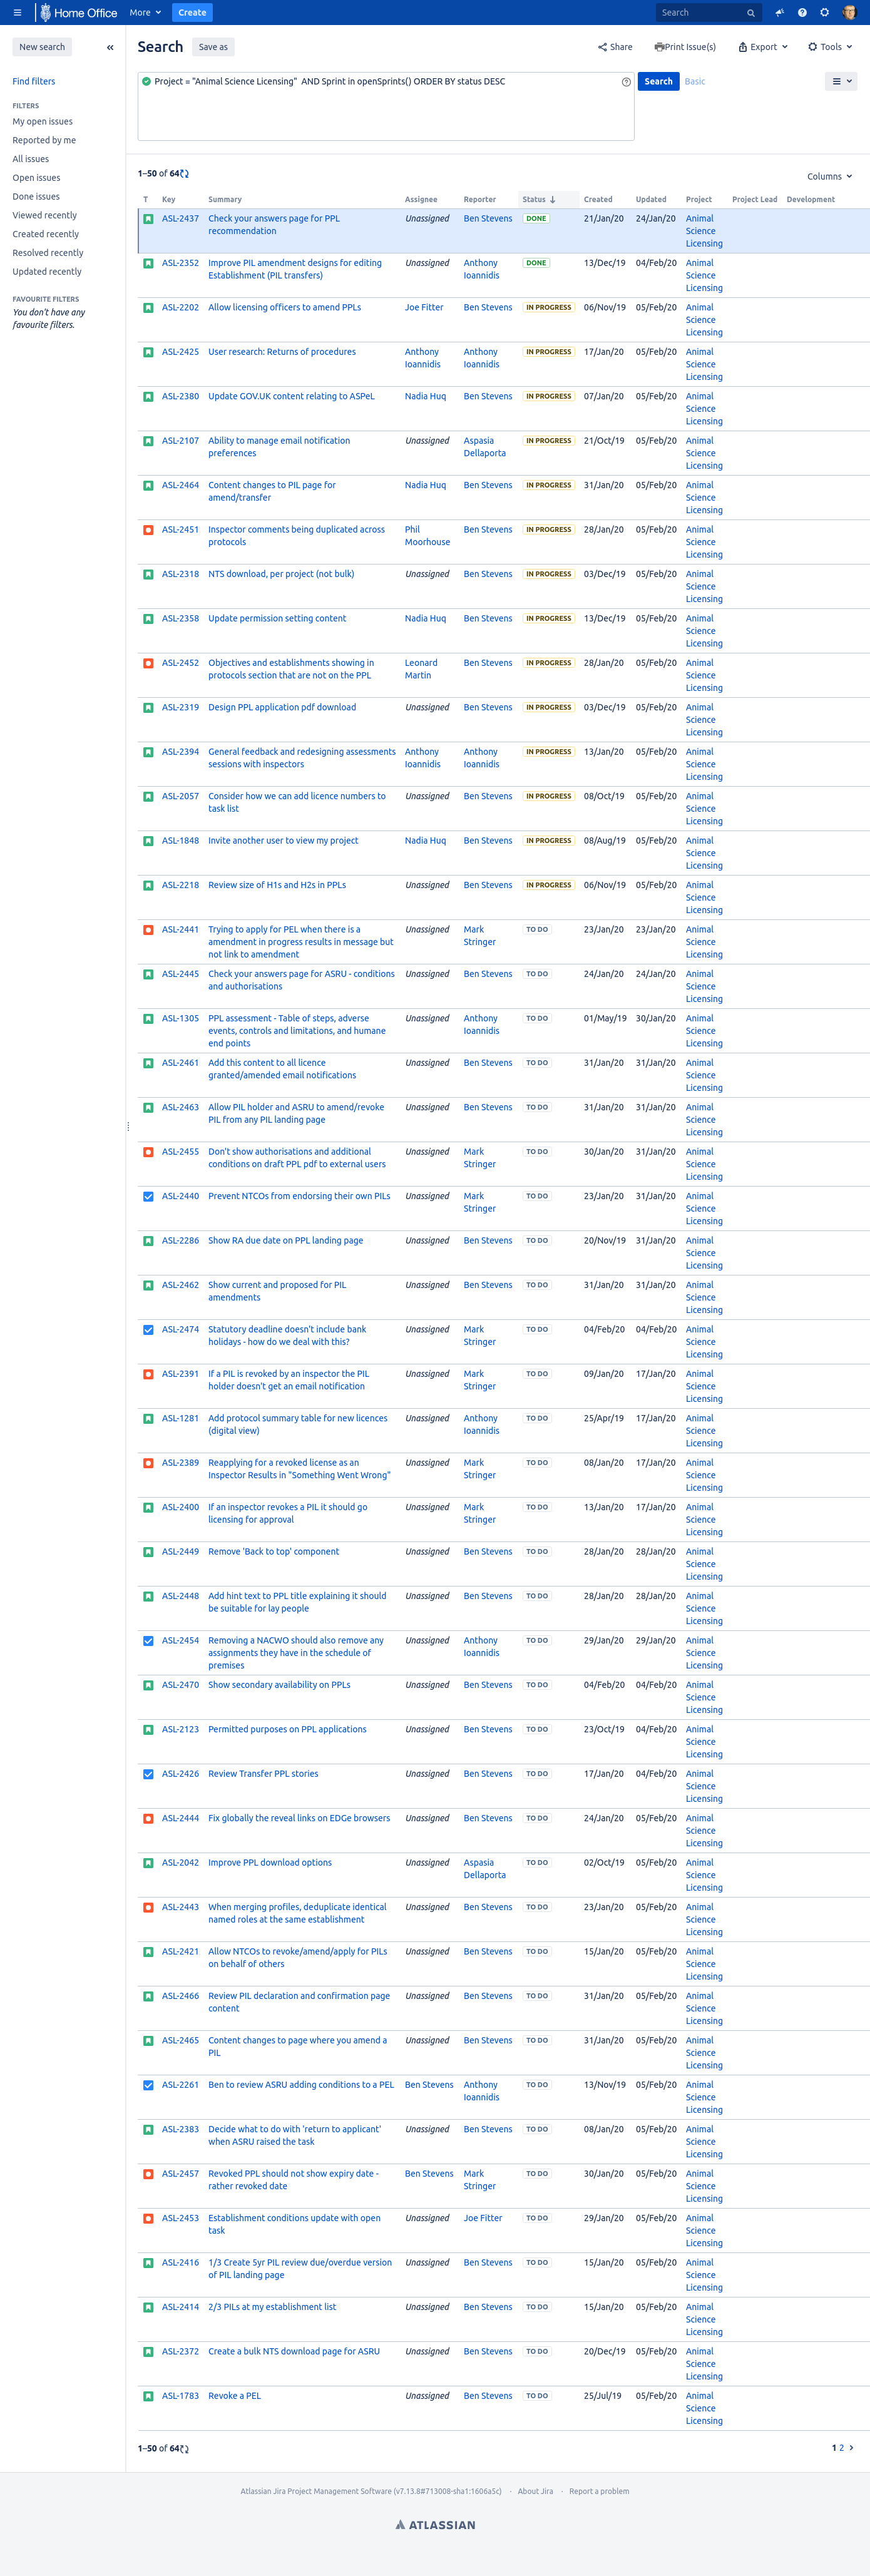 Home Office
More
Create
Search
New search
Find filters
FILTERS
My open issues
Reported by me
All issues
Open issues
Done issues
Viewed recently
Created recently
Resolved recently
Updated recently
FAVOURITE FILTERS
You don't have any
favourite filters.
Search
Save as
Share
Print Issue(s)
Export
Tools
Project = "Animal Science Licensing" AND Sprint in openSprints() ORDER BY status DESC
Search
Basic
1–50 of 64
Columns
T Key Summary Assignee Reporter Status Created Updated Project Project Lead Development
ASL-2437 Check your answers page for PPL Unassigned Ben Stevens DONE 21/Jan/20 24/Jan/20 Animal
recommendation Science
Licensing
ASL-2352 Improve PIL amendment designs for editing Unassigned Anthony DONE 13/Dec/19 04/Feb/20 Animal
Establishment (PIL transfers) Ioannidis Science
Licensing
ASL-2202 Allow licensing officers to amend PPLs Joe Fitter Ben Stevens IN PROGRESS 06/Nov/19 05/Feb/20 Animal
Science
Licensing
ASL-2425 User research: Returns of procedures Anthony Anthony IN PROGRESS 17/Jan/20 05/Feb/20 Animal
Ioannidis Ioannidis Science
Licensing
ASL-2380 Update GOV.UK content relating to ASPeL Nadia Huq Ben Stevens IN PROGRESS 07/Jan/20 05/Feb/20 Animal
Science
Licensing
ASL-2107 Ability to manage email notification Unassigned Aspasia IN PROGRESS 21/Oct/19 05/Feb/20 Animal
preferences Dellaporta Science
Licensing
ASL-2464 Content changes to PIL page for Nadia Huq Ben Stevens IN PROGRESS 31/Jan/20 05/Feb/20 Animal
amend/transfer Science
Licensing
ASL-2451 Inspector comments being duplicated across Phil Ben Stevens IN PROGRESS 28/Jan/20 05/Feb/20 Animal
protocols Moorhouse Science
Licensing
ASL-2318 NTS download, per project (not bulk) Unassigned Ben Stevens IN PROGRESS 03/Dec/19 05/Feb/20 Animal
Science
Licensing
ASL-2358 Update permission setting content Nadia Huq Ben Stevens IN PROGRESS 13/Dec/19 05/Feb/20 Animal
Science
Licensing
ASL-2452 Objectives and establishments showing in Leonard Ben Stevens IN PROGRESS 28/Jan/20 05/Feb/20 Animal
protocols section that are not on the PPL Martin Science
Licensing
ASL-2319 Design PPL application pdf download Unassigned Ben Stevens IN PROGRESS 03/Dec/19 05/Feb/20 Animal
Science
Licensing
ASL-2394 General feedback and redesigning assessments Anthony Anthony IN PROGRESS 13/Jan/20 05/Feb/20 Animal
sessions with inspectors Ioannidis Ioannidis Science
Licensing
ASL-2057 Consider how we can add licence numbers to Unassigned Ben Stevens IN PROGRESS 08/Oct/19 05/Feb/20 Animal
task list Science
Licensing
ASL-1848 Invite another user to view my project Nadia Huq Ben Stevens IN PROGRESS 08/Aug/19 05/Feb/20 Animal
Science
Licensing
ASL-2218 Review size of H1s and H2s in PPLs Unassigned Ben Stevens IN PROGRESS 06/Nov/19 05/Feb/20 Animal
Science
Licensing
ASL-2441 Trying to apply for PEL when there is a Unassigned Mark TO DO 23/Jan/20 23/Jan/20 Animal
amendment in progress results in message but Stringer Science
not link to amendment Licensing
ASL-2445 Check your answers page for ASRU - conditions Unassigned Ben Stevens TO DO 24/Jan/20 24/Jan/20 Animal
and authorisations Science
Licensing
ASL-1305 PPL assessment - Table of steps, adverse Unassigned Anthony TO DO 01/May/19 30/Jan/20 Animal
events, controls and limitations, and humane Ioannidis Science
end points Licensing
ASL-2461 Add this content to all licence Unassigned Ben Stevens TO DO 31/Jan/20 31/Jan/20 Animal
granted/amended email notifications Science
Licensing
ASL-2463 Allow PIL holder and ASRU to amend/revoke Unassigned Ben Stevens TO DO 31/Jan/20 31/Jan/20 Animal
PIL from any PIL landing page Science
Licensing
ASL-2455 Don't show authorisations and additional Unassigned Mark TO DO 30/Jan/20 31/Jan/20 Animal
conditions on draft PPL pdf to external users Stringer Science
Licensing
ASL-2440 Prevent NTCOs from endorsing their own PILs Unassigned Mark TO DO 23/Jan/20 31/Jan/20 Animal
Stringer Science
Licensing
ASL-2286 Show RA due date on PPL landing page Unassigned Ben Stevens TO DO 20/Nov/19 31/Jan/20 Animal
Science
Licensing
ASL-2462 Show current and proposed for PIL Unassigned Ben Stevens TO DO 31/Jan/20 31/Jan/20 Animal
amendments Science
Licensing
ASL-2474 Statutory deadline doesn't include bank Unassigned Mark TO DO 04/Feb/20 04/Feb/20 Animal
holidays - how do we deal with this? Stringer Science
Licensing
ASL-2391 If a PIL is revoked by an inspector the PIL Unassigned Mark TO DO 09/Jan/20 17/Jan/20 Animal
holder doesn't get an email notification Stringer Science
Licensing
ASL-1281 Add protocol summary table for new licences Unassigned Anthony TO DO 25/Apr/19 17/Jan/20 Animal
(digital view) Ioannidis Science
Licensing
ASL-2389 Reapplying for a revoked license as an Unassigned Mark TO DO 08/Jan/20 17/Jan/20 Animal
Inspector Results in "Something Went Wrong" Stringer Science
Licensing
ASL-2400 If an inspector revokes a PIL it should go Unassigned Mark TO DO 13/Jan/20 17/Jan/20 Animal
licensing for approval Stringer Science
Licensing
ASL-2449 Remove 'Back to top' component Unassigned Ben Stevens TO DO 28/Jan/20 28/Jan/20 Animal
Science
Licensing
ASL-2448 Add hint text to PPL title explaining it should Unassigned Ben Stevens TO DO 28/Jan/20 28/Jan/20 Animal
be suitable for lay people Science
Licensing
ASL-2454 Removing a NACWO should also remove any Unassigned Anthony TO DO 29/Jan/20 29/Jan/20 Animal
assignments they have in the schedule of Ioannidis Science
premises Licensing
ASL-2470 Show secondary availability on PPLs Unassigned Ben Stevens TO DO 04/Feb/20 04/Feb/20 Animal
Science
Licensing
ASL-2123 Permitted purposes on PPL applications Unassigned Ben Stevens TO DO 23/Oct/19 04/Feb/20 Animal
Science
Licensing
ASL-2426 Review Transfer PPL stories Unassigned Ben Stevens TO DO 17/Jan/20 04/Feb/20 Animal
Science
Licensing
ASL-2444 Fix globally the reveal links on EDGe browsers Unassigned Ben Stevens TO DO 24/Jan/20 05/Feb/20 Animal
Science
Licensing
ASL-2042 Improve PPL download options Unassigned Aspasia TO DO 02/Oct/19 05/Feb/20 Animal
Dellaporta Science
Licensing
ASL-2443 When merging profiles, deduplicate identical Unassigned Ben Stevens TO DO 23/Jan/20 05/Feb/20 Animal
named roles at the same establishment Science
Licensing
ASL-2421 Allow NTCOs to revoke/amend/apply for PILs Unassigned Ben Stevens TO DO 15/Jan/20 05/Feb/20 Animal
on behalf of others Science
Licensing
ASL-2466 Review PIL declaration and confirmation page Unassigned Ben Stevens TO DO 31/Jan/20 05/Feb/20 Animal
content Science
Licensing
ASL-2465 Content changes to page where you amend a Unassigned Ben Stevens TO DO 31/Jan/20 05/Feb/20 Animal
PIL Science
Licensing
ASL-2261 Ben to review ASRU adding conditions to a PEL Ben Stevens Anthony TO DO 13/Nov/19 05/Feb/20 Animal
Ioannidis Science
Licensing
ASL-2383 Decide what to do with 'return to applicant' Unassigned Ben Stevens TO DO 08/Jan/20 05/Feb/20 Animal
when ASRU raised the task Science
Licensing
ASL-2457 Revoked PPL should not show expiry date - Ben Stevens Mark TO DO 30/Jan/20 05/Feb/20 Animal
rather revoked date Stringer Science
Licensing
ASL-2453 Establishment conditions update with open Unassigned Joe Fitter TO DO 29/Jan/20 05/Feb/20 Animal
task Science
Licensing
ASL-2416 1/3 Create 5yr PIL review due/overdue version Unassigned Ben Stevens TO DO 15/Jan/20 05/Feb/20 Animal
of PIL landing page Science
Licensing
ASL-2414 2/3 PILs at my establishment list Unassigned Ben Stevens TO DO 15/Jan/20 05/Feb/20 Animal
Science
Licensing
ASL-2372 Create a bulk NTS download page for ASRU Unassigned Ben Stevens TO DO 20/Dec/19 05/Feb/20 Animal
Science
Licensing
ASL-1783 Revoke a PEL Unassigned Ben Stevens TO DO 25/Jul/19 05/Feb/20 Animal
Science
Licensing
1–50 of 64
1 2
Atlassian Jira Project Management Software (v7.13.8#713008-sha1:1606a5c) · About Jira · Report a problem
ATLASSIAN